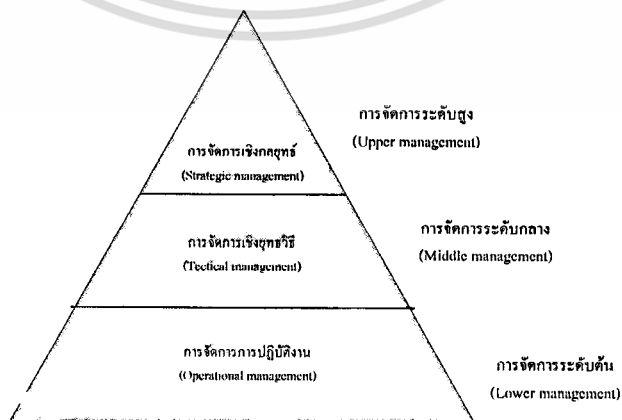 การจัดการระดับสูง
(Upper management)
การจัดการเชิงกลยุทธ์
(Strategic management)
การจัดการระดับกลาง
(Middle management)
การจัดการเชิงยุทธวิธี
(Tectical management)
การจัดการการปฏิบัติงาน
(Operational management)
การจัดการระดับต้น
(Lower management)